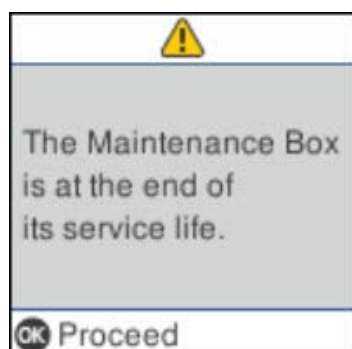 The Maintenance Box
is at the end of
its service life.
OK Proceed